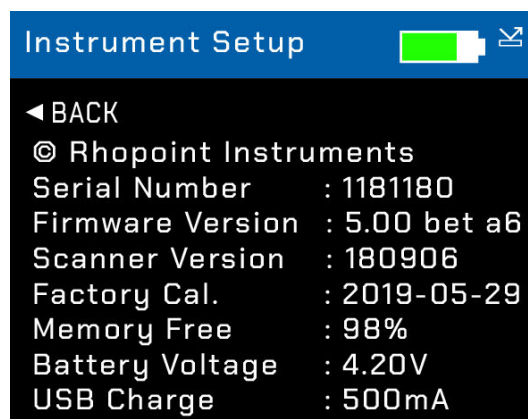 Instrument Setup
◄BACK
© Rhopoint Instruments
Serial Number : 1181180
Firmware Version : 5.00 bet a6
Scanner Version : 180906
Factory Cal. : 2019-05-29
Memory Free : 98%
Battery Voltage : 4.20V
USB Charge : 500mA